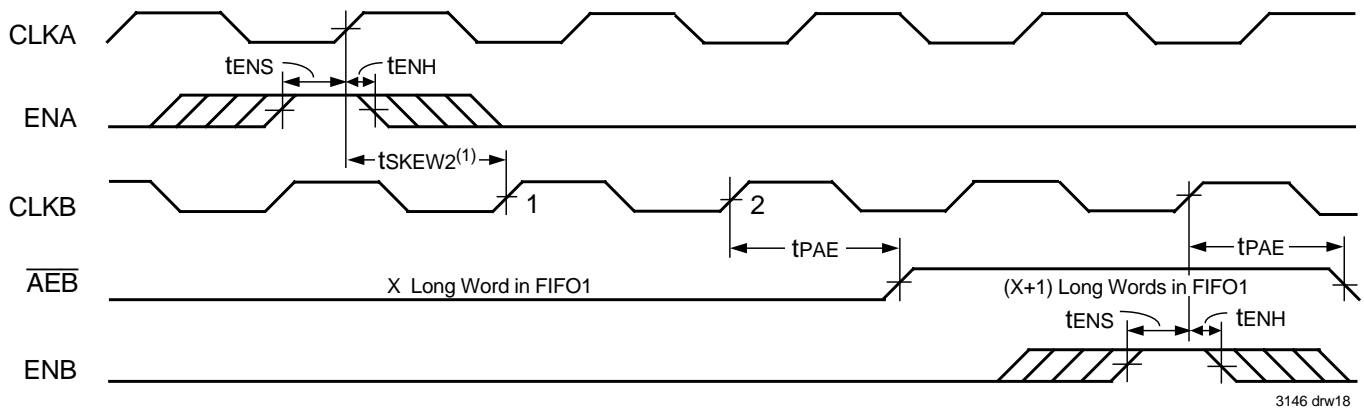 CLKA
tENS tENH
ENA
tSKEW2(1)
CLKB 1 2
tPAE tPAE
AEB X Long Word in FIFO1 (X+1) Long Words in FIFO1
tENS tENH
ENB
3146 drw18